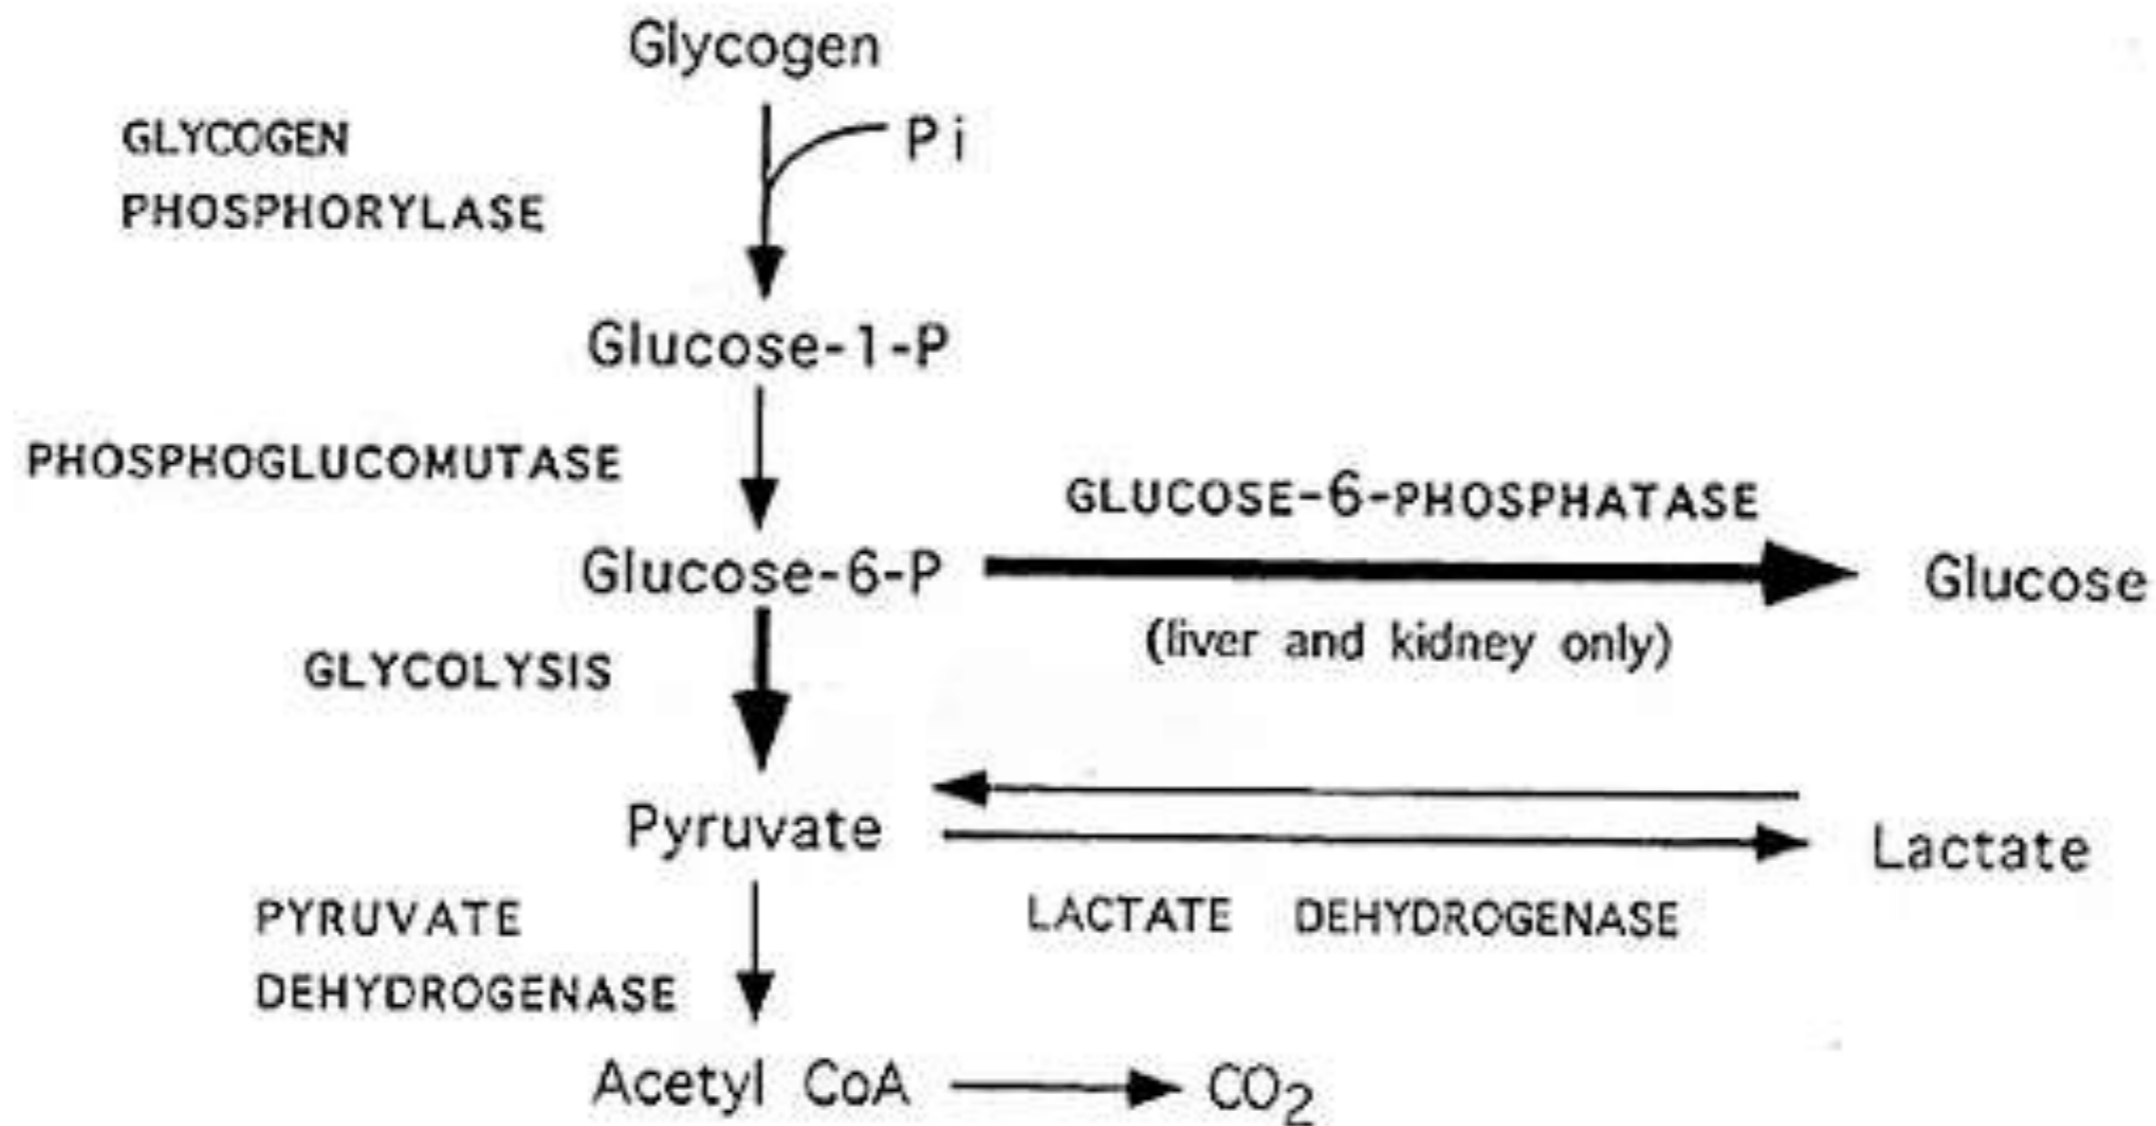 Glycogen
GLYCOGEN
Pi
PHOSPHORYLASE
Glucose-1-P
PHOSPHOGLUCOMUTASE
GLUCOSE-6-PHOSPHATASE
Glucose-6-P
Glucose
(liver and kidney only)
GLYCOLYSIS
Pyruvate
Lactate
PYRUVATE
LACTATE DEHYDROGENASE
DEHYDROGENASE
Acetyl CoA
CO2